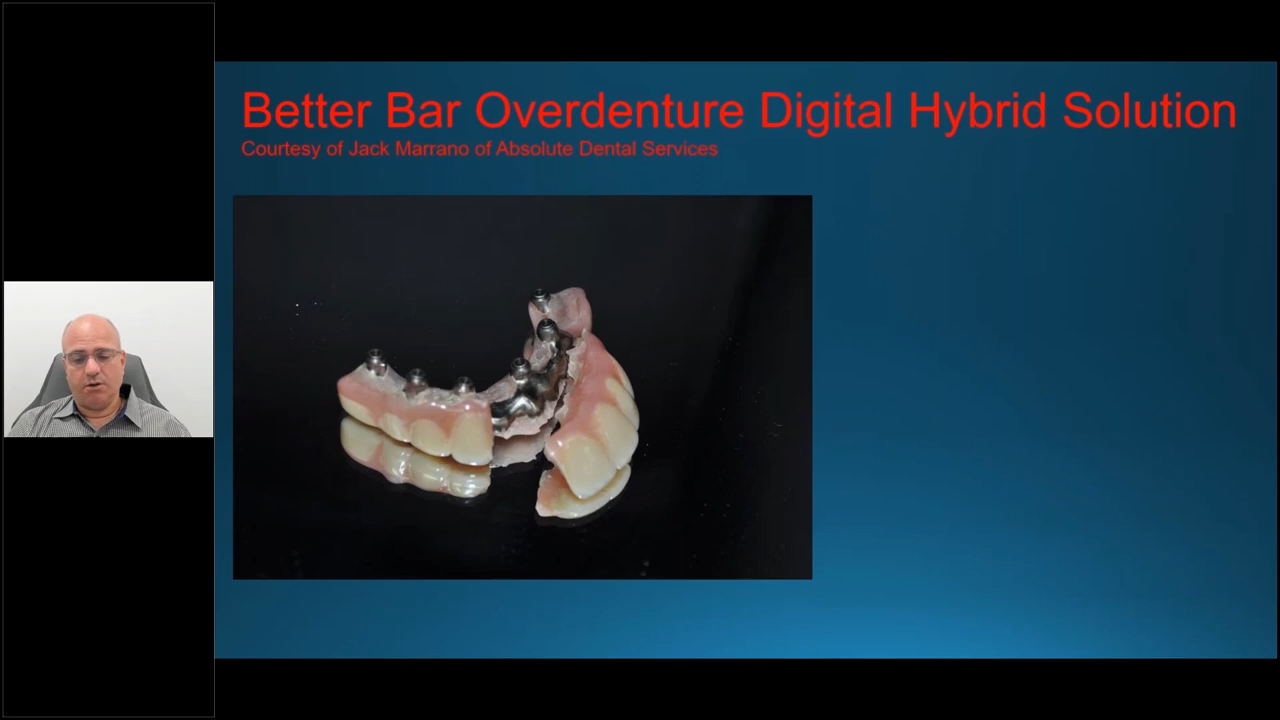 Better Bar Overdenture Digital Hybrid Solution
Courtesy of Jack Marrano of Absolute Dental Services